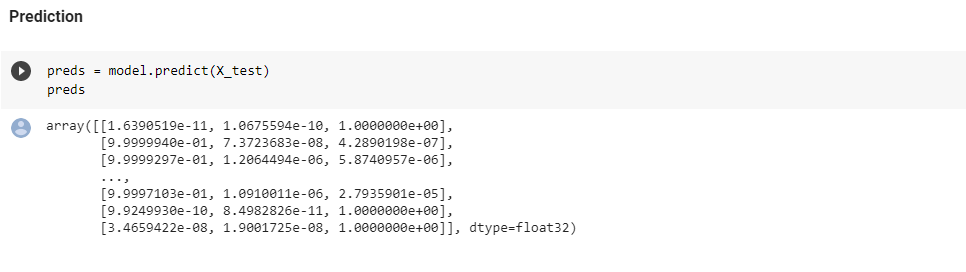 Prediction
preds = model.predict(X_test)
preds
array([[1.6390519e-11, 1.0675594e-10, 1.0000000e+00],
[9.9999940e-01, 7.3723683e-08, 4.2890198e-07],
[9.9999297e-01, 1.2064494e-06, 5.8740957e-06],
...,
[9.9997103e-01, 1.0910011e-06, 2.7935901e-05],
[9.9249930e-10, 8.4982826e-11, 1.0000000e+00],
[3.4659422e-08, 1.9001725e-08, 1.0000000e+00]], dtype=float32)